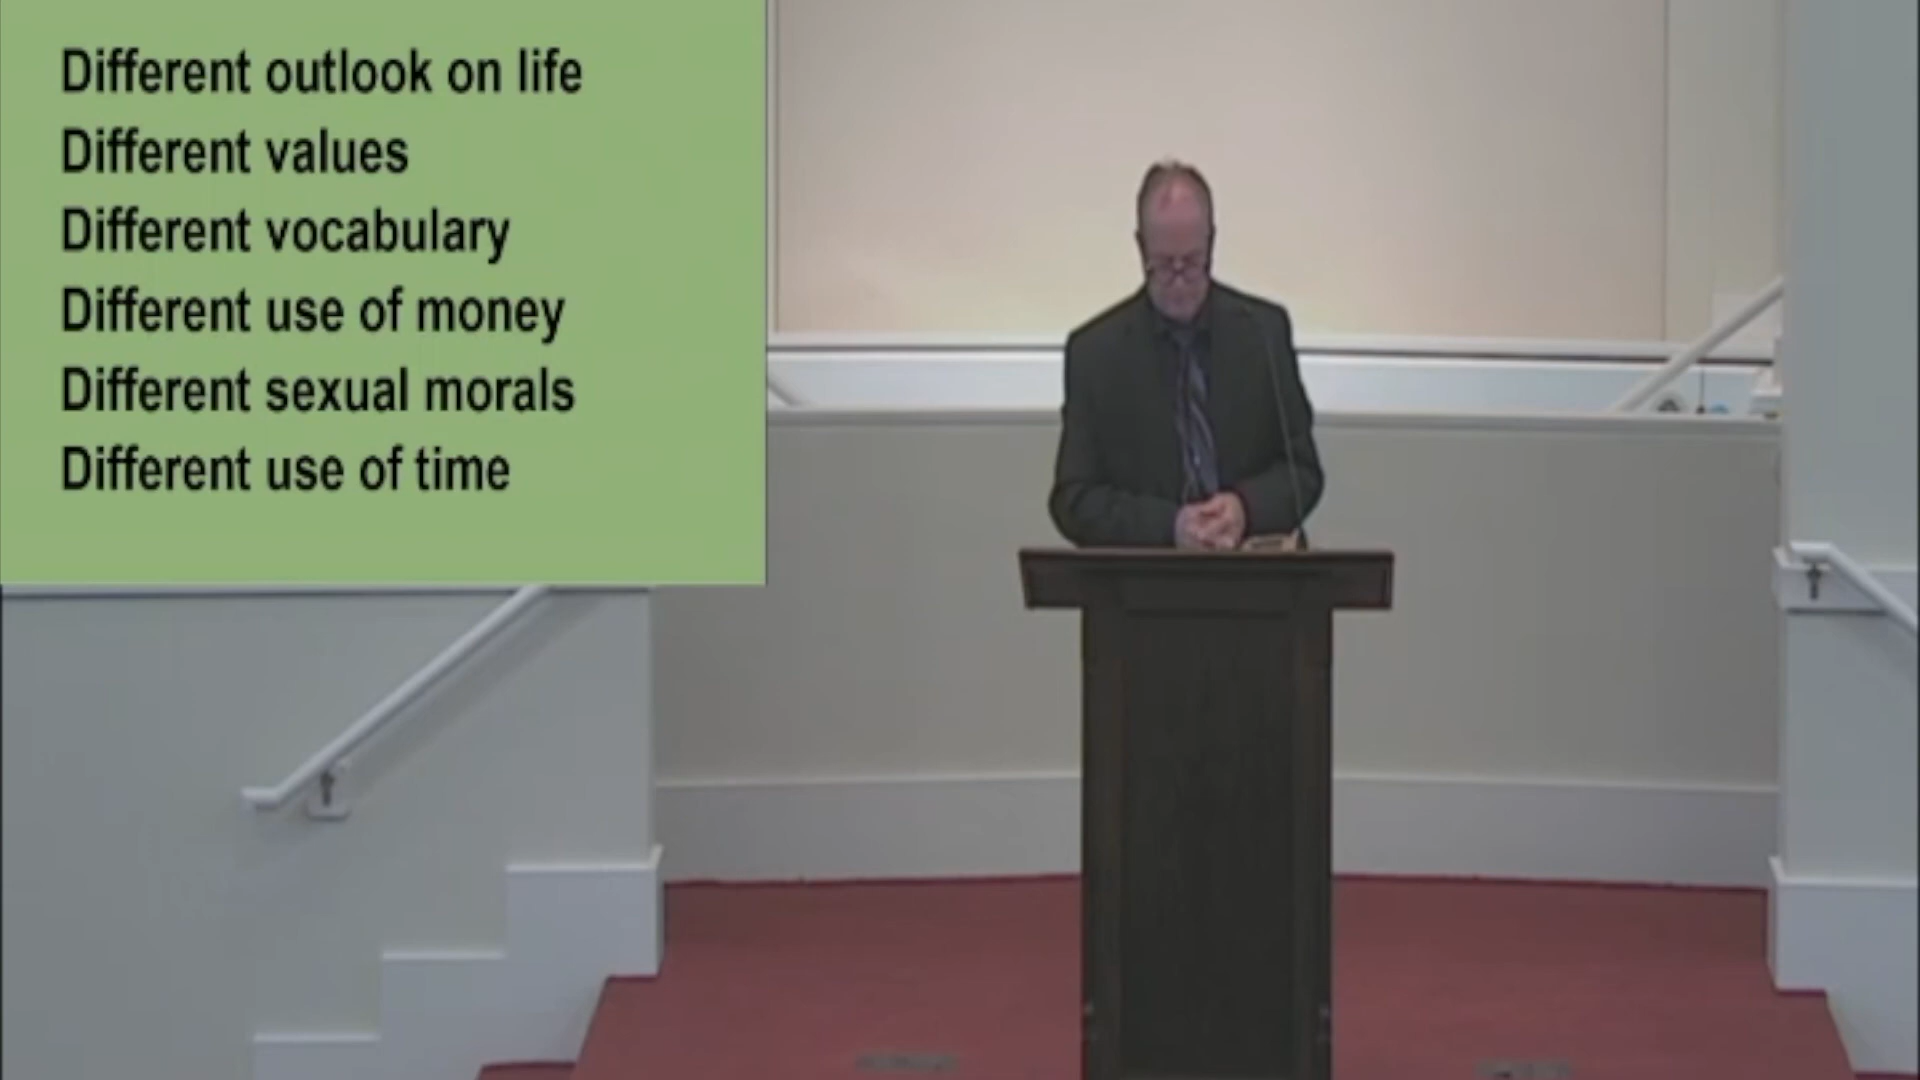 Different outlook on life
Different values
Different vocabulary
Different use of money
Different sexual morals
Different use of time